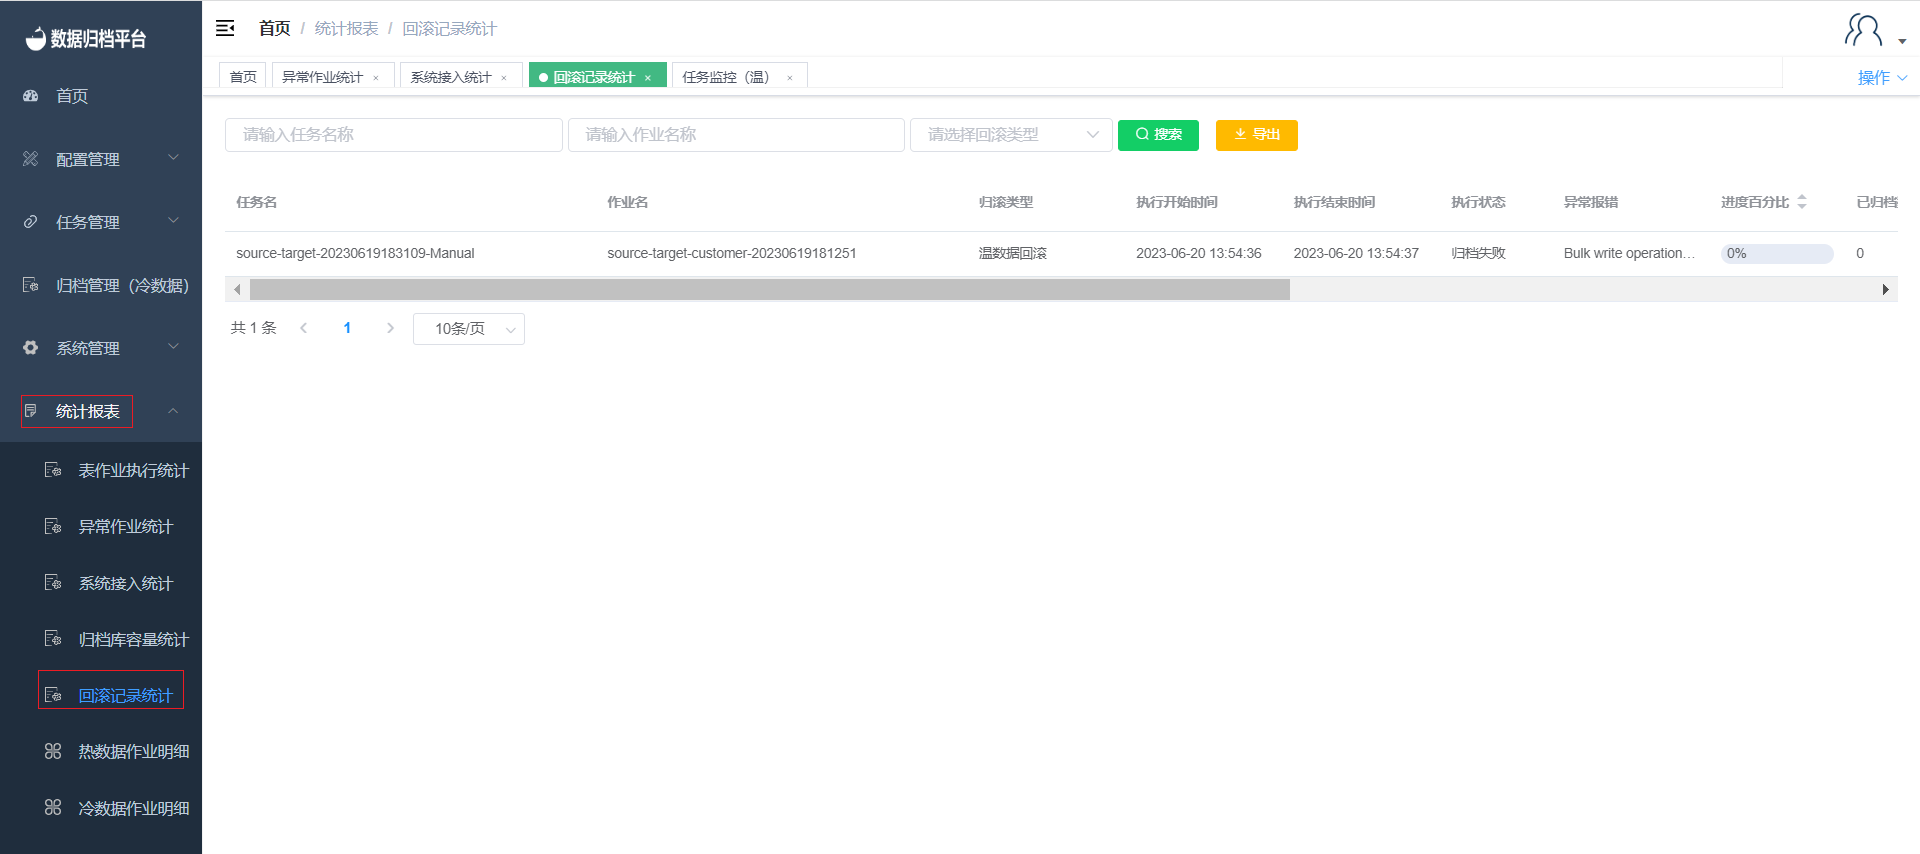 数据归档平台
首页
配置管理
任务管理
归档管理（冷数据)
系统管理
统计报表
表作业执行统计
异常作业统计
系统接入统计
归档库容量统计
回滚记录统计
热数据作业明细
冷数据作业明细
首页 / 统计报表 / 回滚记录统计
首页 异常作业统计 × 系统接入统计 × 回滚记录统计 × 任务监控（温） × 操作
请输入任务名称 请输入作业名称 请选择回滚类型 搜索 导出
任务名 作业名 归滚类型 执行开始时间 执行结束时间 执行状态 异常报错 进度百分比 已归档
source-target-20230619183109-Manual source-target-customer-20230619181251 温数据回滚 2023-06-20 13:54:36 2023-06-20 13:54:37 归档失败 Bulk write operation... 0% 0
共 1 条 1 10条/页